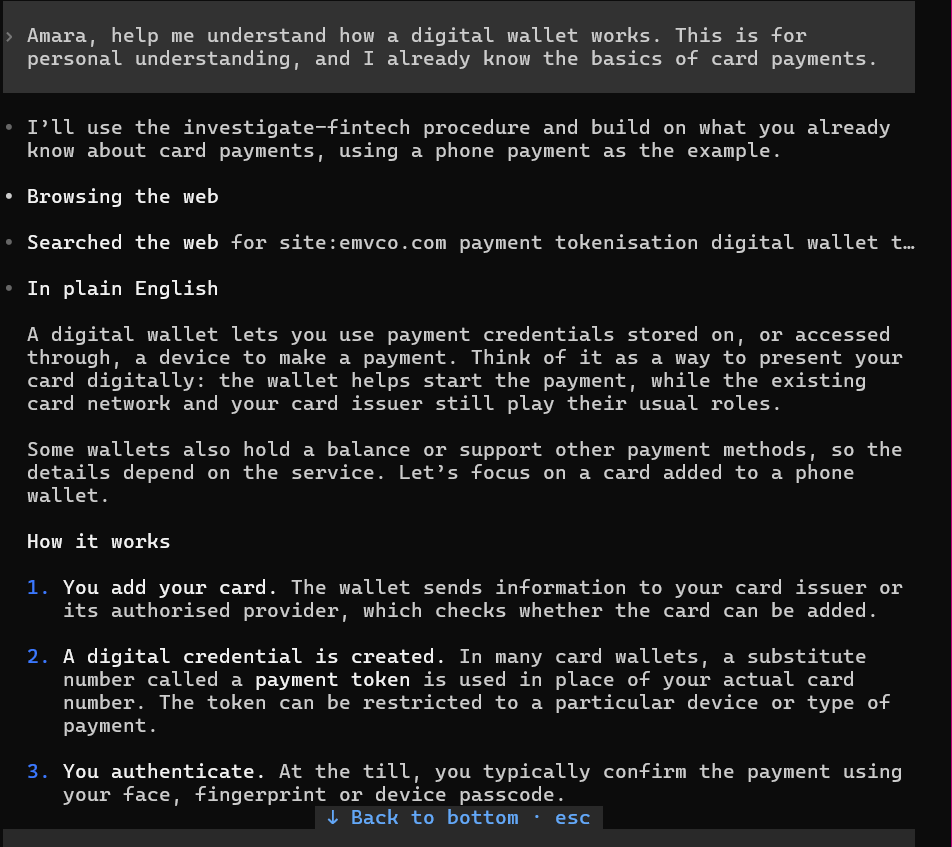 › Amara, help me understand how a digital wallet works. This is for
personal understanding, and I already know the basics of card payments.
• I’ll use the investigate-fintech procedure and build on what you already
know about card payments, using a phone payment as the example.
• Browsing the web
• Searched the web for site:emvco.com payment tokenisation digital wallet t…
• In plain English
A digital wallet lets you use payment credentials stored on, or accessed
through, a device to make a payment. Think of it as a way to present your
card digitally: the wallet helps start the payment, while the existing
card network and your card issuer still play their usual roles.
Some wallets also hold a balance or support other payment methods, so the
details depend on the service. Let’s focus on a card added to a phone
wallet.
How it works
1. You add your card. The wallet sends information to your card issuer or
its authorised provider, which checks whether the card can be added.
2. A digital credential is created. In many card wallets, a substitute
number called a payment token is used in place of your actual card
number. The token can be restricted to a particular device or type of
payment.
3. You authenticate. At the till, you typically confirm the payment using
your face, fingerprint or device passcode.
↓ Back to bottom · esc